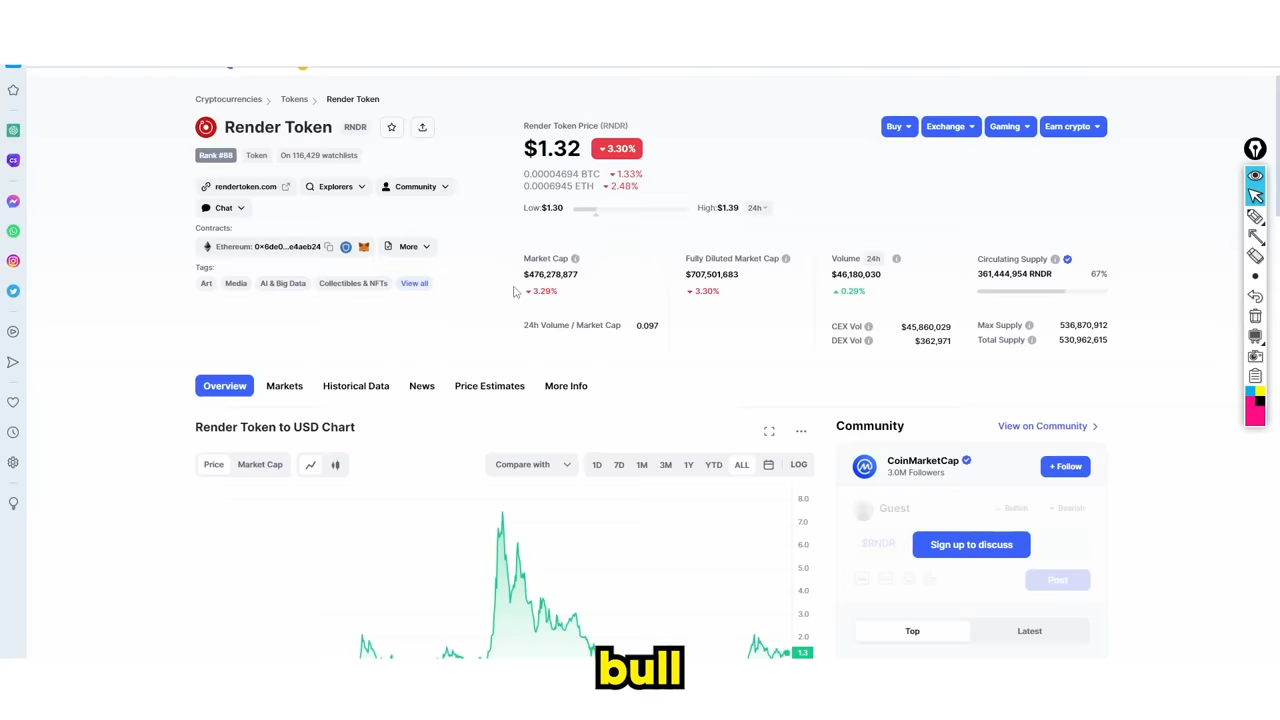 Cryptocurrencies > Tokens > Render Token
Render Token RNDR
Rank #88 Token On 116,429 watchlists
rendertoken.com Explorers Community
Chat
Contracts:
Ethereum: 0x6de0...e4aeb24 More
Tags:
Art Media AI & Big Data Collectibles & NFTs View all
Render Token Price (RNDR)
$1.32 3.30%
0.00004694 BTC 1.33%
0.0006945 ETH 2.48%
Low:$1.30 High:$1.39 24h
Buy Exchange Gaming Earn crypto
Market Cap
$476,278,877
3.29%
24h Volume / Market Cap 0.097
Fully Diluted Market Cap
$707,501,683
3.30%
Volume 24h
$46,180,030
0.29%
CEX Vol $45,860,029
DEX Vol $362,971
Circulating Supply
361,444,954 RNDR 67%
Max Supply 536,870,912
Total Supply 530,962,615
Overview Markets Historical Data News Price Estimates More Info
Render Token to USD Chart
Price Market Cap Compare with 1D 7D 1M 3M 1Y YTD ALL LOG
8.0
7.0
6.0
5.0
4.0
3.0
2.0
1.3
Community View on Community >
CoinMarketCap
3.0M Followers
+ Follow
Guest Bullish Bearish
$RNDR
Sign up to discuss
Post
Top Latest
bull